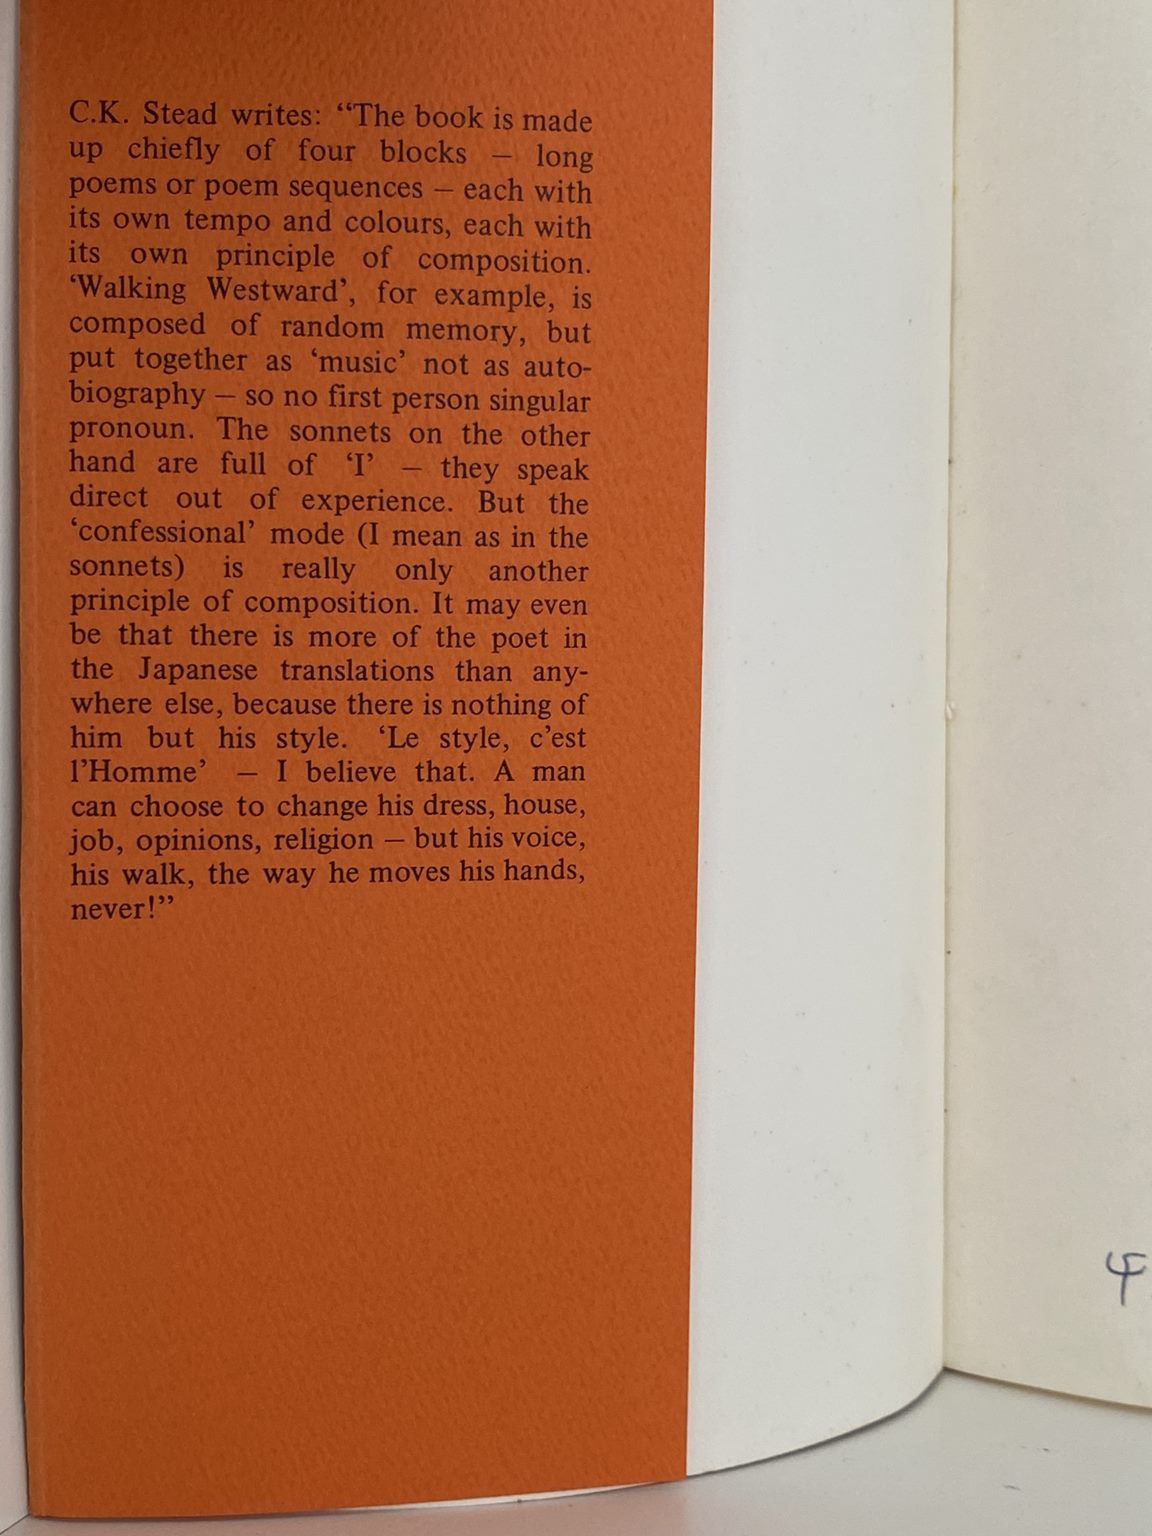 C.K. Stead writes: “The book is made
up chiefly of four blocks — long
poems or poem sequences — each with
its own tempo and colours, each with
its own principle of composition.
‘Walking Westward’, for example, is
composed of random memory, but
put together as ‘music’ not as auto-
biography — so no first person singular
pronoun. The sonnets on the other
hand are full of ‘I’ — they speak
direct out of experience. But the
‘confessional’ mode (I mean as in the
sonnets) is really only another
principle of composition. It may even
be that there is more of the poet in
the Japanese translations than any-
where else, because there is nothing of
him but his style. ‘Le style, c’est
l’Homme’ — I believe that. A man
can choose to change his dress, house,
job, opinions, religion — but his voice,
his walk, the way he moves his hands,
never!”